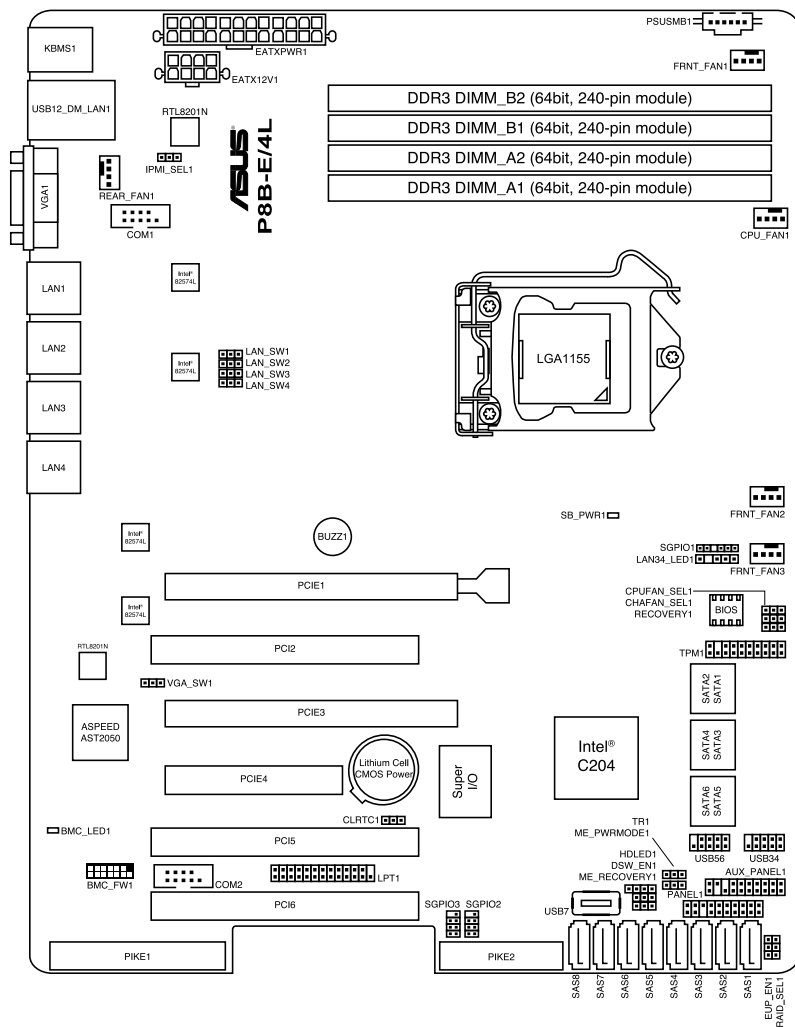 PSUSMB1
KBMS1
EATXPWR1
FRNT_FAN1
EATX12V1
USB12_DM_LAN1
RTL8201N
DDR3 DIMM_B2 (64bit, 240-pin module)
DDR3 DIMM_B1 (64bit, 240-pin module)
DDR3 DIMM_A2 (64bit, 240-pin module)
DDR3 DIMM_A1 (64bit, 240-pin module)
ASUS
P8B-E/4L
IPMI_SEL1
VGA1
REAR_FAN1
COM1
CPU_FAN1
LAN1
Intel®
82574L
LAN2
Intel®
82574L
LAN_SW1
LAN_SW2
LAN_SW3
LAN_SW4
LGA1155
LAN3
LAN4
FRNT_FAN2
SB_PWR1
Intel®
82574L
BUZZ1
SGPIO1
LAN34_LED1
FRNT_FAN3
PCIE1
CPUFAN_SEL1
CHAFAN_SEL1
RECOVERY1
BIOS
Intel®
82574L
RTL8201N
PCI2
TPM1
VGA_SW1
SATA2
SATA1
PCIE3
ASPEED
AST2050
Intel®
C204
SATA4
SATA3
Lithium Cell
CMOS Power
PCIE4
Super
I/O
SATA6
SATA5
CLRTC1
TR1
ME_PWRMODE1
BMC_LED1
PCI5
HDLED1
DSW_EN1
ME_RECOVERY1
USB56
USB34
AUX_PANEL1
BMC_FW1
COM2
LPT1
PANEL1
PCI6
SGPIO3
SGPIO2
USB7
PIKE1
PIKE2
SAS8
SAS7
SAS6
SAS5
SAS4
SAS3
SAS2
SAS1
EUP_EN1
RAID_SEL1